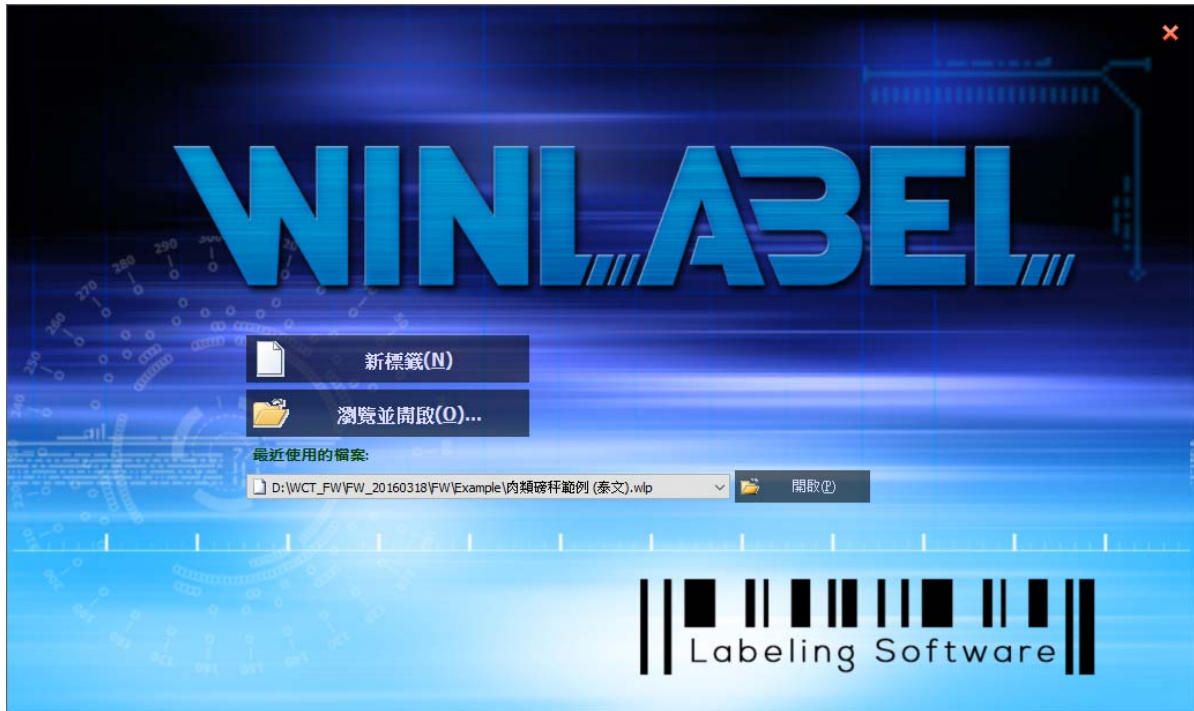 WINLABEL
新標籤(N)
瀏覽並開啟(O)...
最近使用的檔案:
D:\WCT_FW\FW_20160318\FW\Example\肉類磅秤範例 (泰文).wlp
開啟(P)
Labeling Software